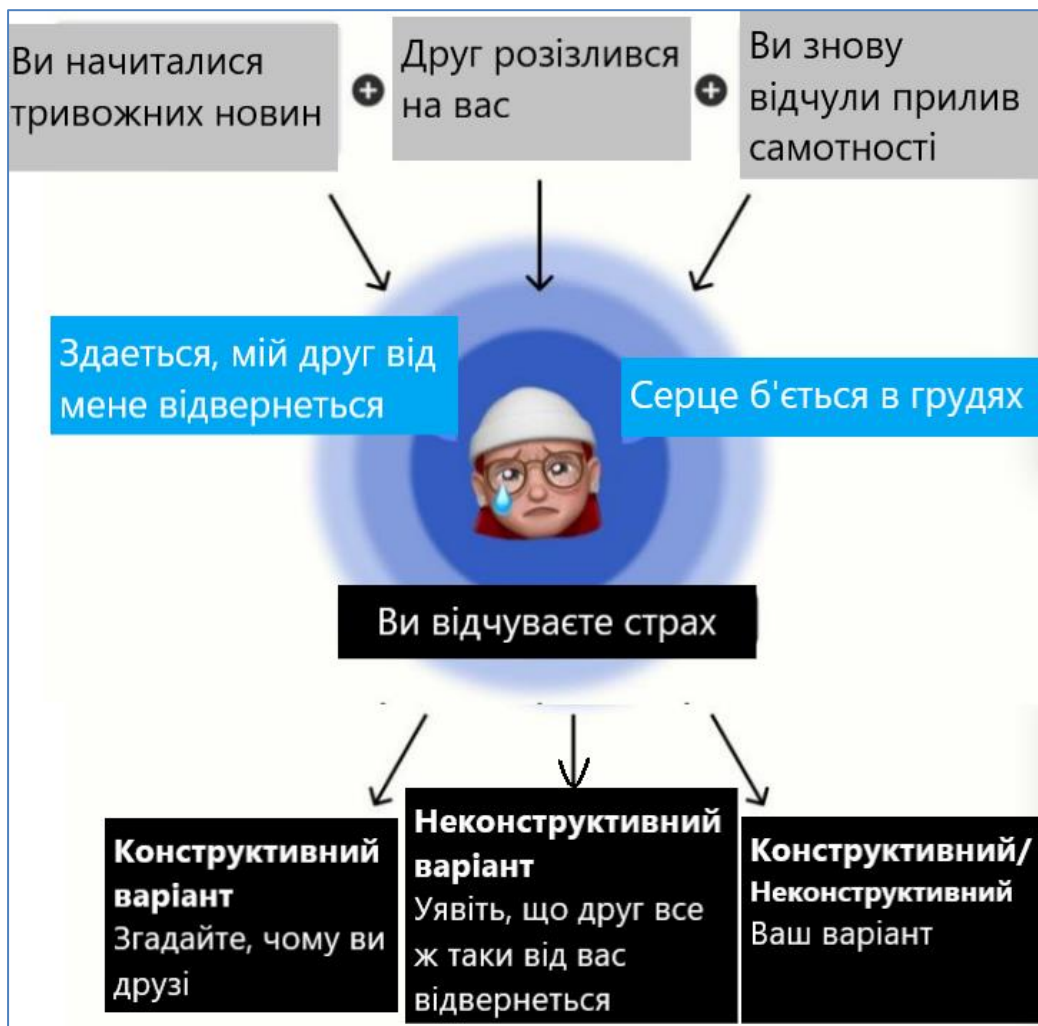 Ви начиталися
тривожних новин
Друг розізлився
на вас
Ви знову
відчули прилив
самотності
Здаеться, мій друг від
мене відвернеться
Серце б'ється в грудях
Ви відчуваєте страх
Конструктивний
варіант
Згадайте, чому ви
друзі
Неконструктивний
варіант
Уявіть, що друг все
ж таки від вас
відвернеться
Конструктивний/
Неконструктивний
Ваш варіант